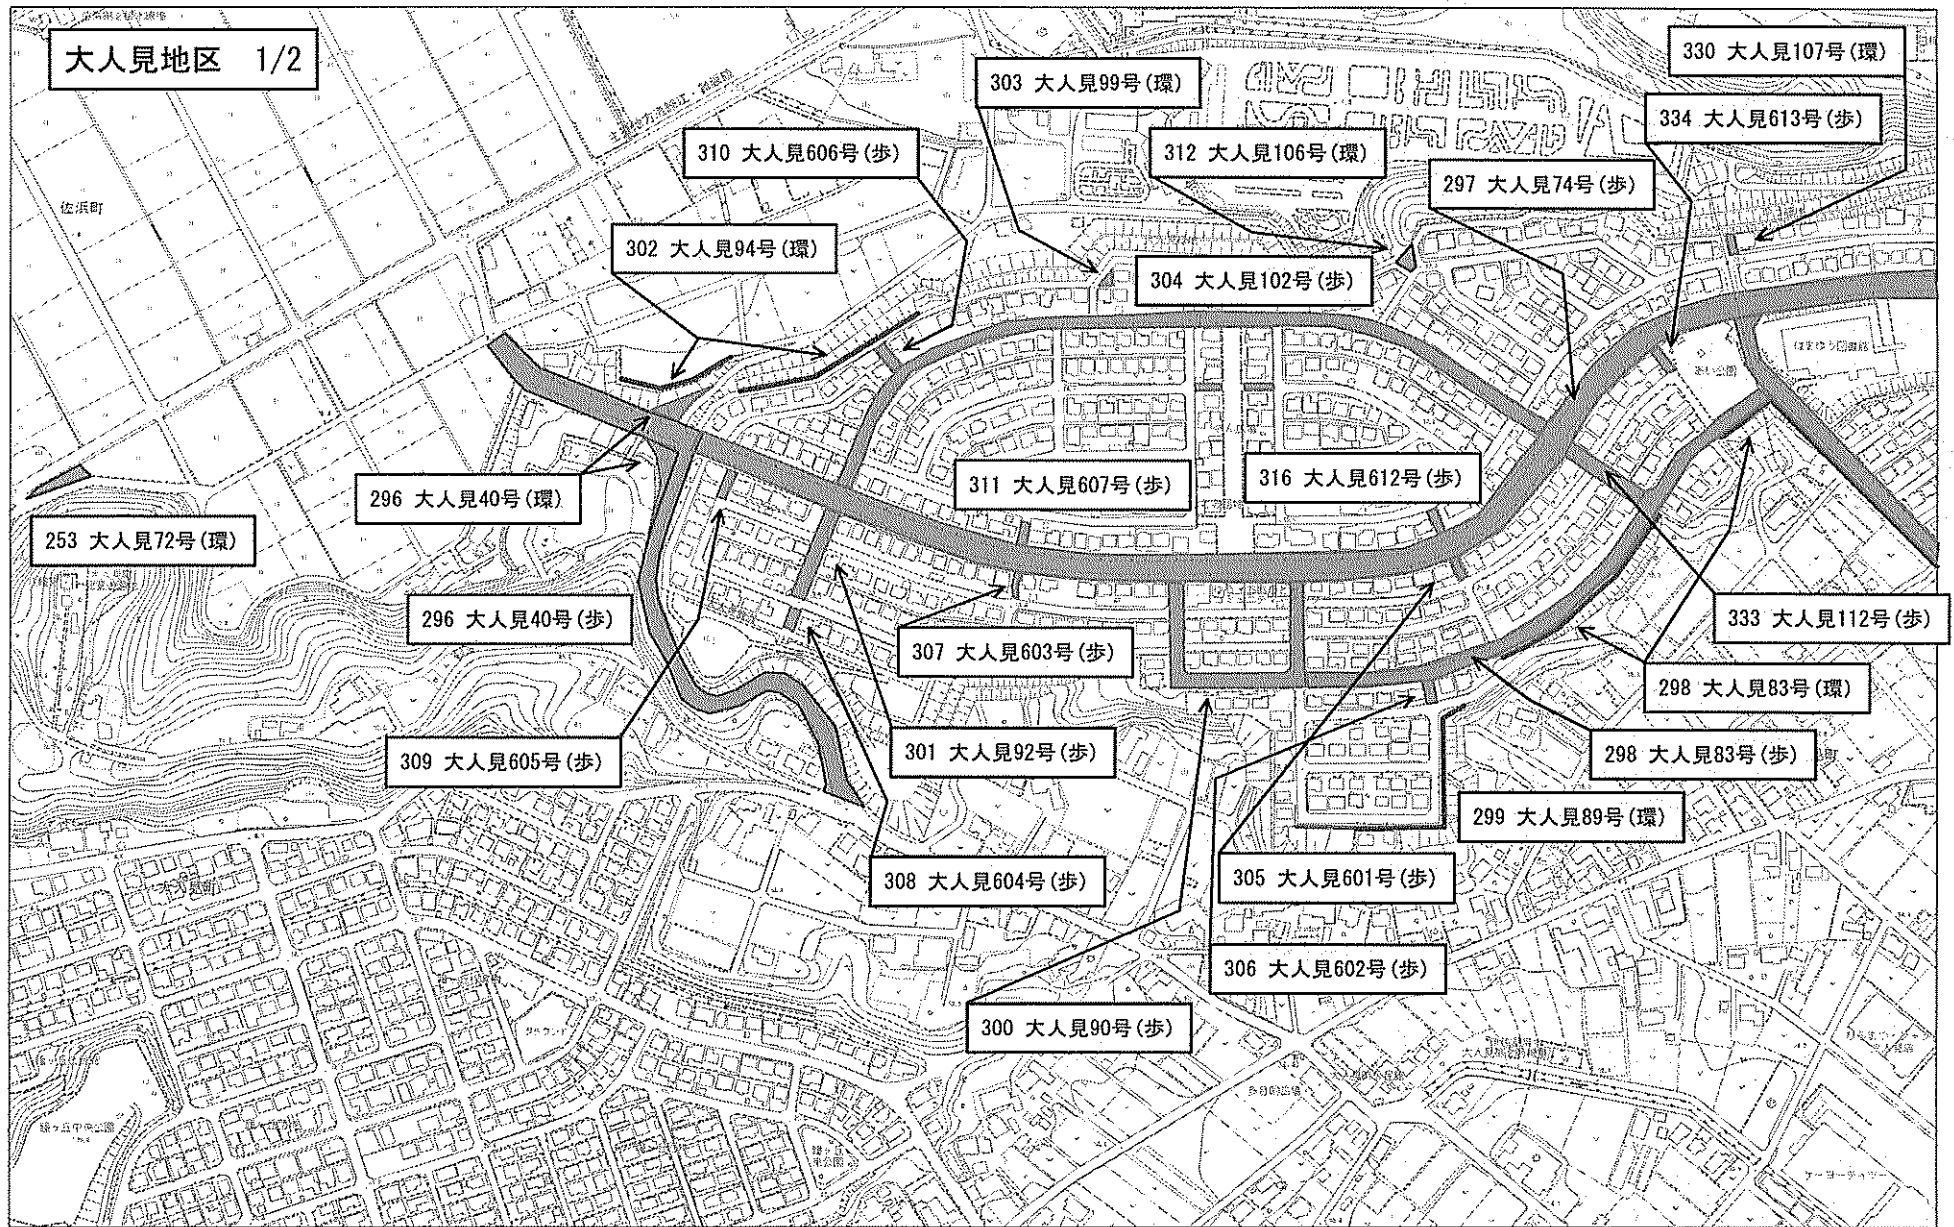 大人見地区 1/2
330 大人見107号(環)
303 大人見99号(環)
334 大人見613号(歩)
310 大人見606号(歩)
312 大人見106号(環)
297 大人見74号(歩)
佐浜町
302 大人見94号(環)
304 大人見102号(歩)
311 大人見607号(歩)
316 大人見612号(歩)
296 大人見40号(環)
253 大人見72号(環)
296 大人見40号(歩)
333 大人見112号(歩)
307 大人見603号(歩)
298 大人見83号(環)
309 大人見605号(歩)
301 大人見92号(歩)
298 大人見83号(歩)
299 大人見89号(環)
308 大人見604号(歩)
305 大人見601号(歩)
大人見町
306 大人見602号(歩)
300 大人見90号(歩)